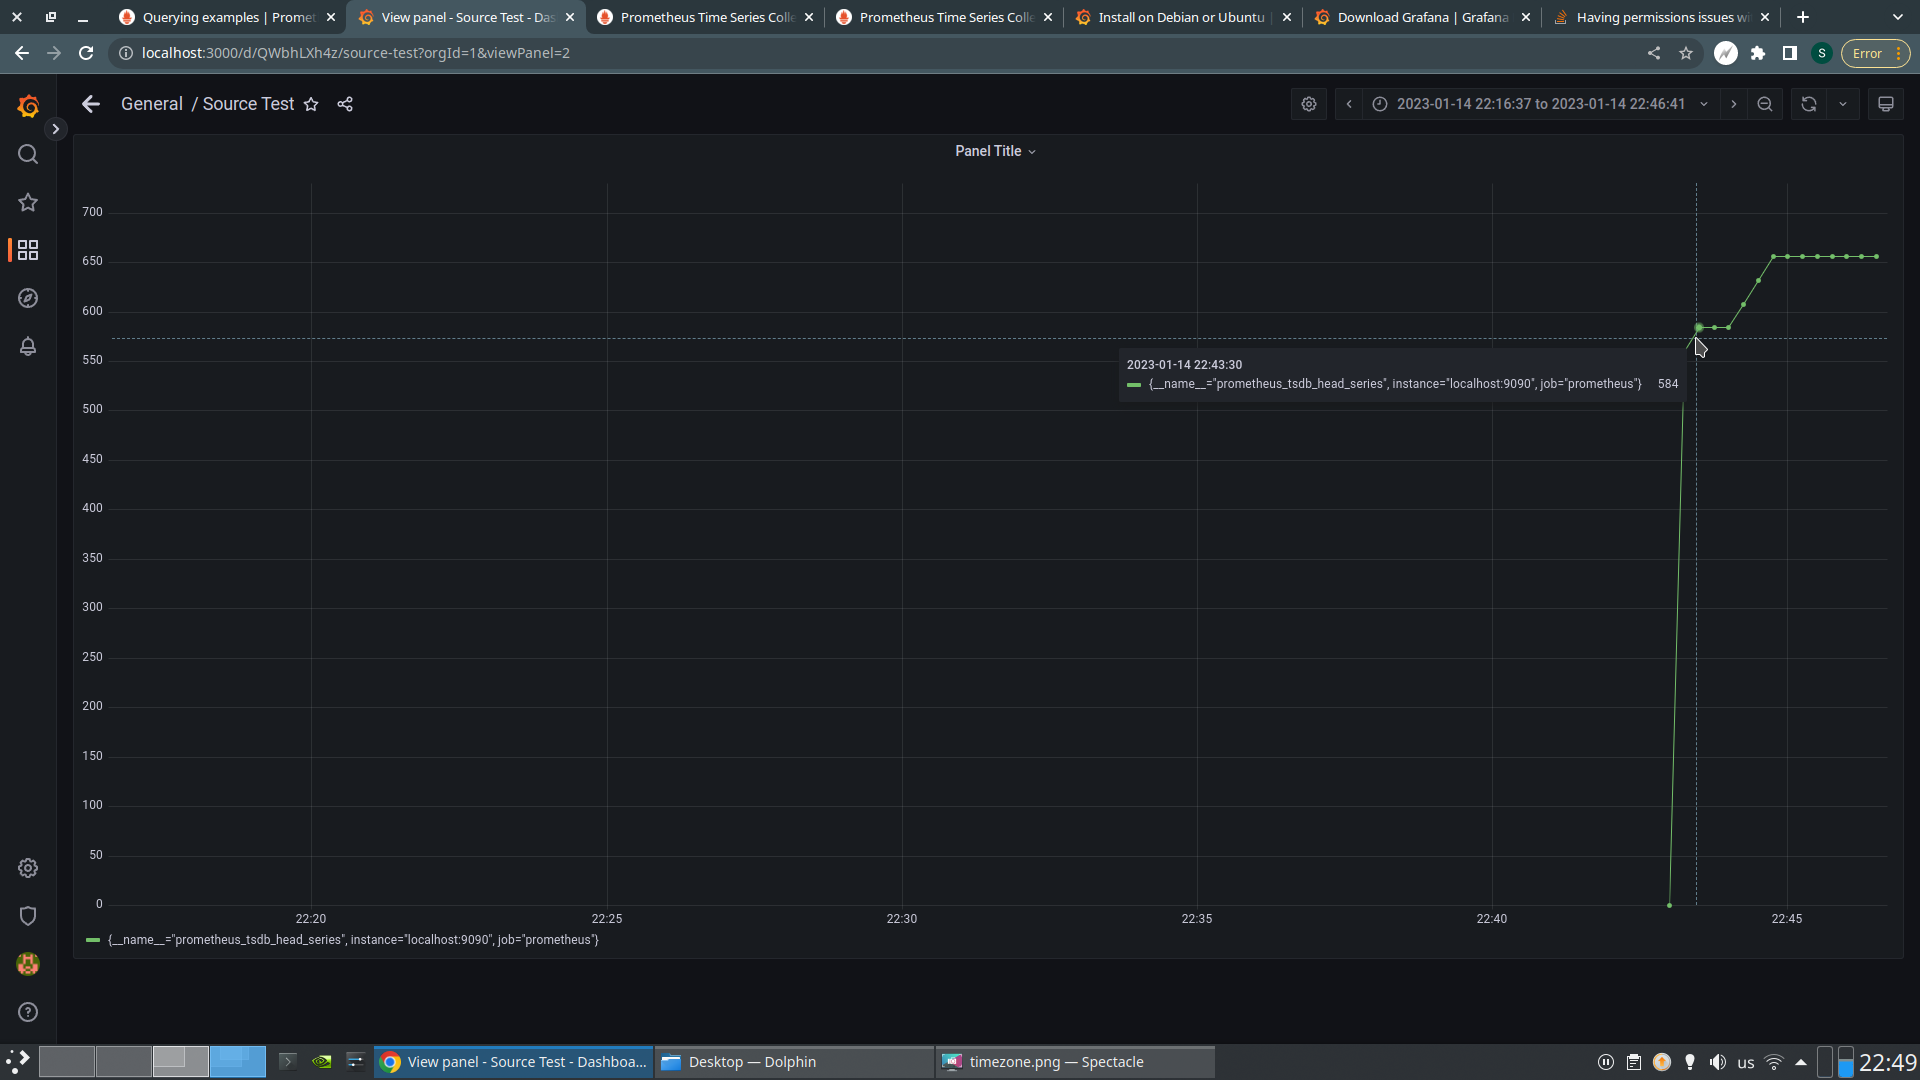 Querying examples | Promet
View panel - Source Test - Das
Prometheus Time Series Colle
Prometheus Time Series Colle
Install on Debian or Ubuntu |
Download Grafana | Grafana
Having permissions issues wi
localhost:3000/d/QWbhLXh4z/source-test?orgId=1&viewPanel=2
S
Error
General / Source Test
2023-01-14 22:16:37 to 2023-01-14 22:46:41
Panel Title
700
650
600
550
500
450
400
350
300
250
200
150
100
50
0
2023-01-14 22:43:30
{__name__="prometheus_tsdb_head_series", instance="localhost:9090", job="prometheus"} 584
22:20
22:25
22:30
22:35
22:40
22:45
{__name__="prometheus_tsdb_head_series", instance="localhost:9090", job="prometheus"}
View panel - Source Test - Dashboa...
Desktop — Dolphin
timezone.png — Spectacle
us
22:49